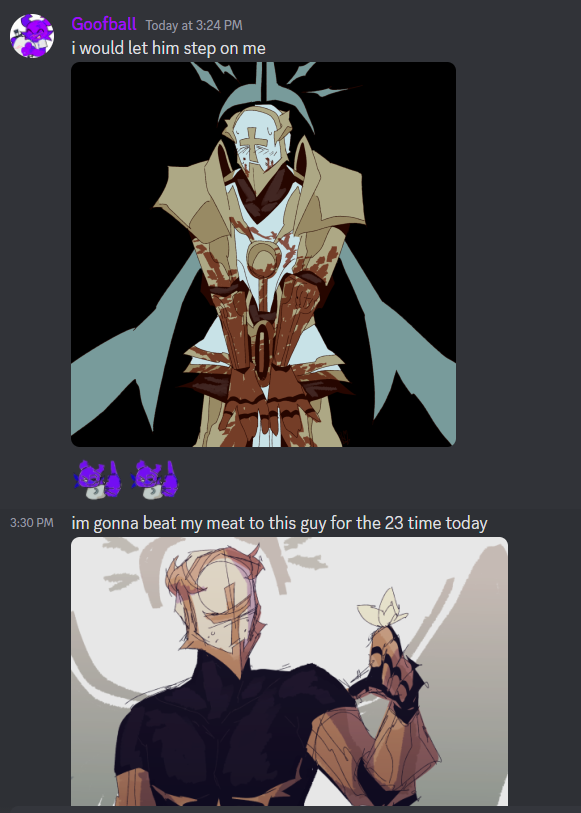 Goofball Today at 3:24 PM
i would let him step on me
3:30 PM im gonna beat my meat to this guy for the 23 time today